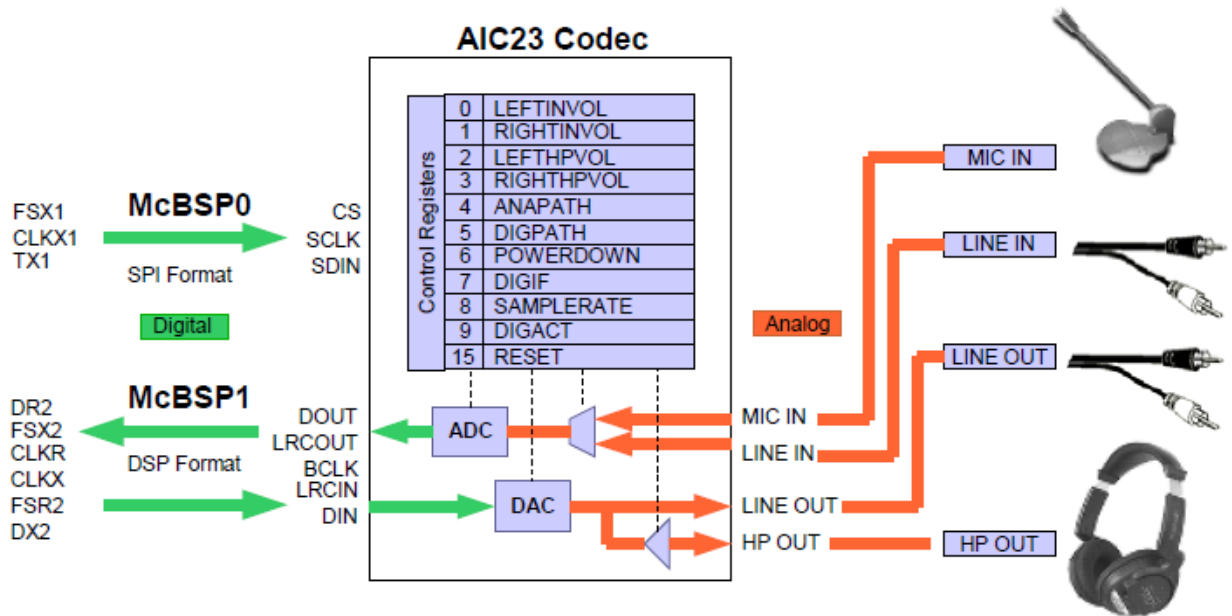 AIC23 Codec
Control Registers
0 LEFTINVOL
1 RIGHTINVOL
2 LEFTHPVOL
3 RIGHTHPVOL
4 ANAPATH
5 DIGPATH
6 POWERDOWN
7 DIGIF
8 SAMPLERATE
9 DIGACT
15 RESET
FSX1
CLKX1
TX1
McBSP0
SPI Format
CS
SCLK
SDIN
Digital
Analog
McBSP1
DSP Format
DR2
FSX2
CLKR
CLKX
FSR2
DX2
DOUT
LRCOUT
BCLK
LRCIN
DIN
ADC
DAC
MIC IN
LINE IN
LINE OUT
HP OUT
MIC IN
LINE IN
LINE OUT
HP OUT